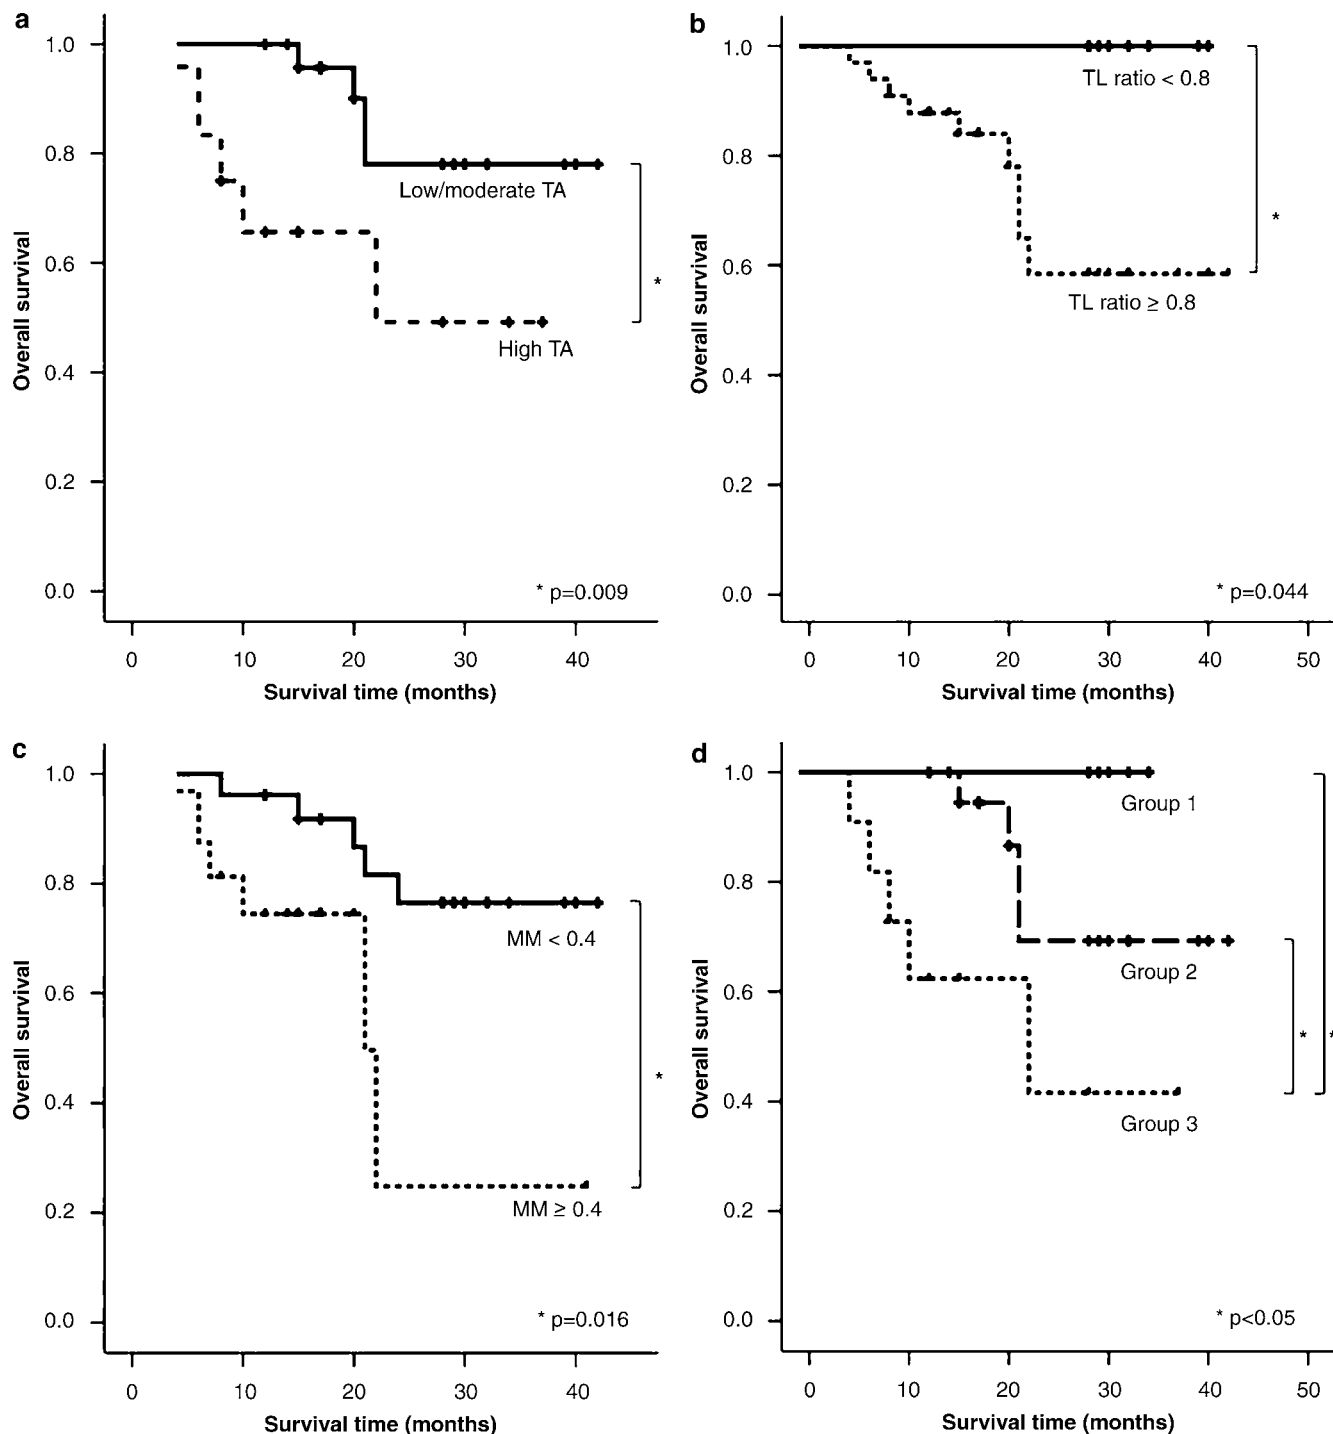 a
1.0
0.8
0.6
0.4
0.2
0.0
Overall survival
Low/moderate TA
*
High TA
* p=0.009
0 10 20 30 40
Survival time (months)
b
1.0
0.8
0.6
0.4
0.2
0.0
Overall survival
TL ratio < 0.8
*
TL ratio ≥ 0.8
* p=0.044
0 10 20 30 40 50
Survival time (months)
c
1.0
0.8
0.6
0.4
0.2
0.0
Overall survival
MM < 0.4
*
MM ≥ 0.4
* p=0.016
0 10 20 30 40
Survival time (months)
d
1.0
0.8
0.6
0.4
0.2
0.0
Overall survival
Group 1
Group 2
* *
Group 3
* p<0.05
0 10 20 30 40 50
Survival time (months)